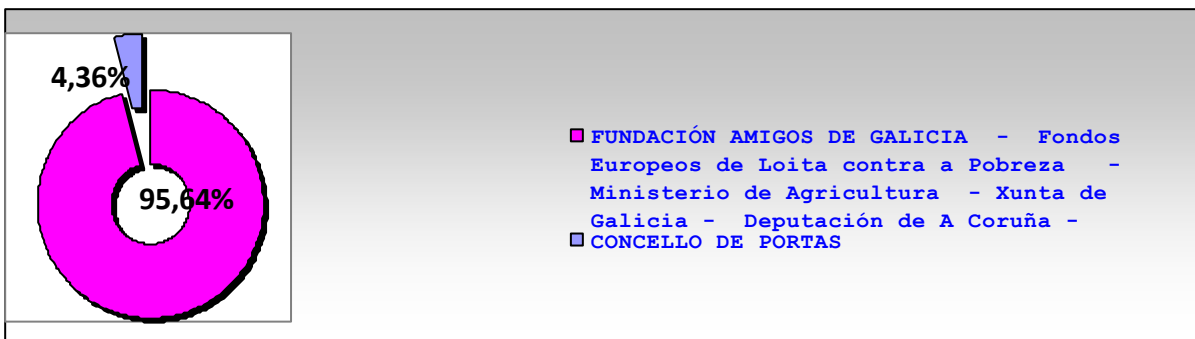 4,36%
95,64%
FUNDACIÓN AMIGOS DE GALICIA - Fondos
Europeos de Loita contra a Pobreza -
Ministerio de Agricultura - Xunta de
Galicia - Deputación de A Coruña -
CONCELLO DE PORTAS